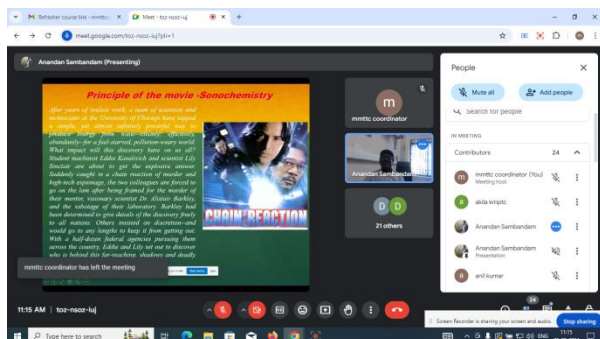 Refresher course link - nmttc
Meet - toz-nsoz-iuj
meet.google.com/toz-nsoz-iuj?pli=1
Anandan Sambandam (Presenting)
Principle of the movie -Sonochemistry
After years of tireless work, a team of scientists and
technicians at the University of Chicago have tapped
a simple, yet almost infinitely powerful way to
produce energy from water—cleanly, efficiently,
abundantly–for a fuel-starved, pollution-weary world.
What impact will this discovery have on us all?
Student machinist Eddie Kasalivich and scientist Lily
Sinclair are about to get the explosive answer.
Suddenly caught in a chain reaction of murder and
high-tech espionage, the two colleagues are forced to
go on the lam after being framed for the murder of
their mentor, visionary scientist Dr. Alistair Barkley,
and the sabotage of their laboratory. Barkley had
been determined to give details of the discovery freely
to all nations. Others insisted on discretion–and
would go to any lengths to keep it from getting out.
With a half-dozen federal agencies pursuing them
across the country, Eddie and Lily set out to discover
who is behind this far-reaching, shadowy and deadly
CHAIN REACTION
mmttc coordinator has left the meeting
m
mmttc coordinator
Anandan Sambandam
D D
21 others
People
Mute all
Add people
Search for people
IN MEETING
Contributors 24
m mmttc coordinator (You)
Meeting host
a akila kmptc
Anandan Sambandam
Anandan Sambandam
Presentation
a anil kumar
11:15 AM | toz-nsoz-iuj
24
Screen Recorder is sharing your screen and audio.
Stop sharing
Type here to search
ENG
11:15